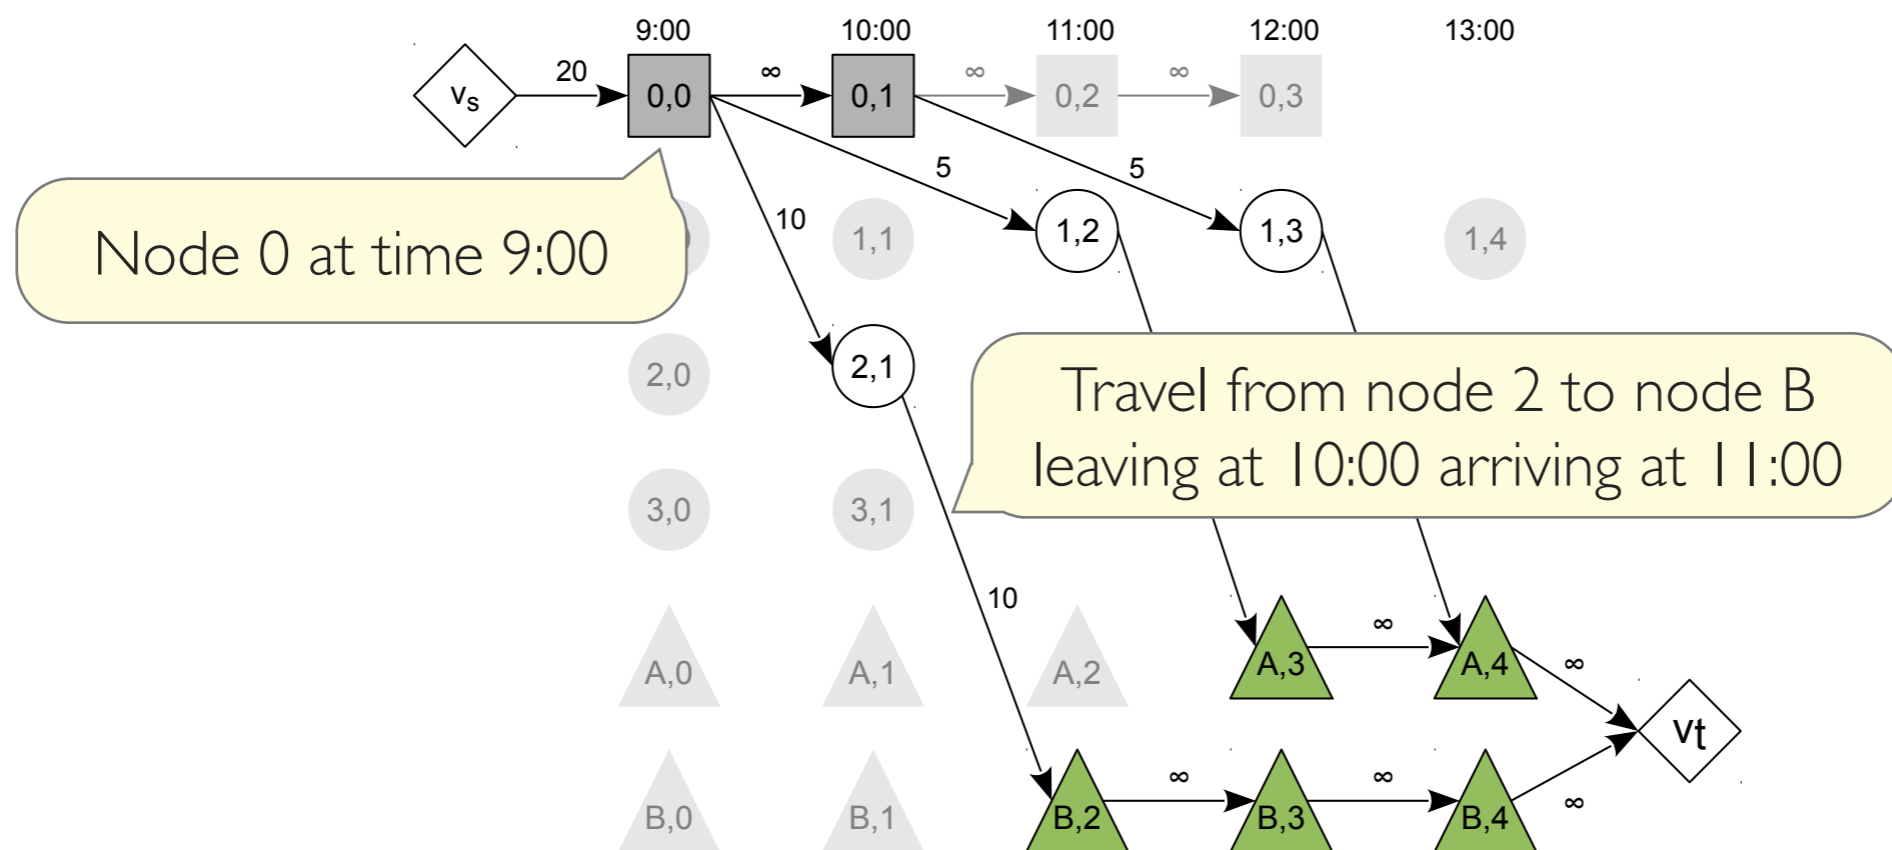 9:00 10:00 11:00 12:00 13:00
vs 20 0,0 ∞ 0,1 ∞ 0,2 ∞ 0,3
5 5
10
Node 0 at time 9:00
1,1 1,2 1,3 1,4
2,0 2,1
Travel from node 2 to node B
leaving at 10:00 arriving at 11:00
3,0 3,1
10
∞
A,0 A,1 A,2 A,3 A,4 ∞
vt
∞ ∞
B,0 B,1 B,2 B,3 B,4 ∞